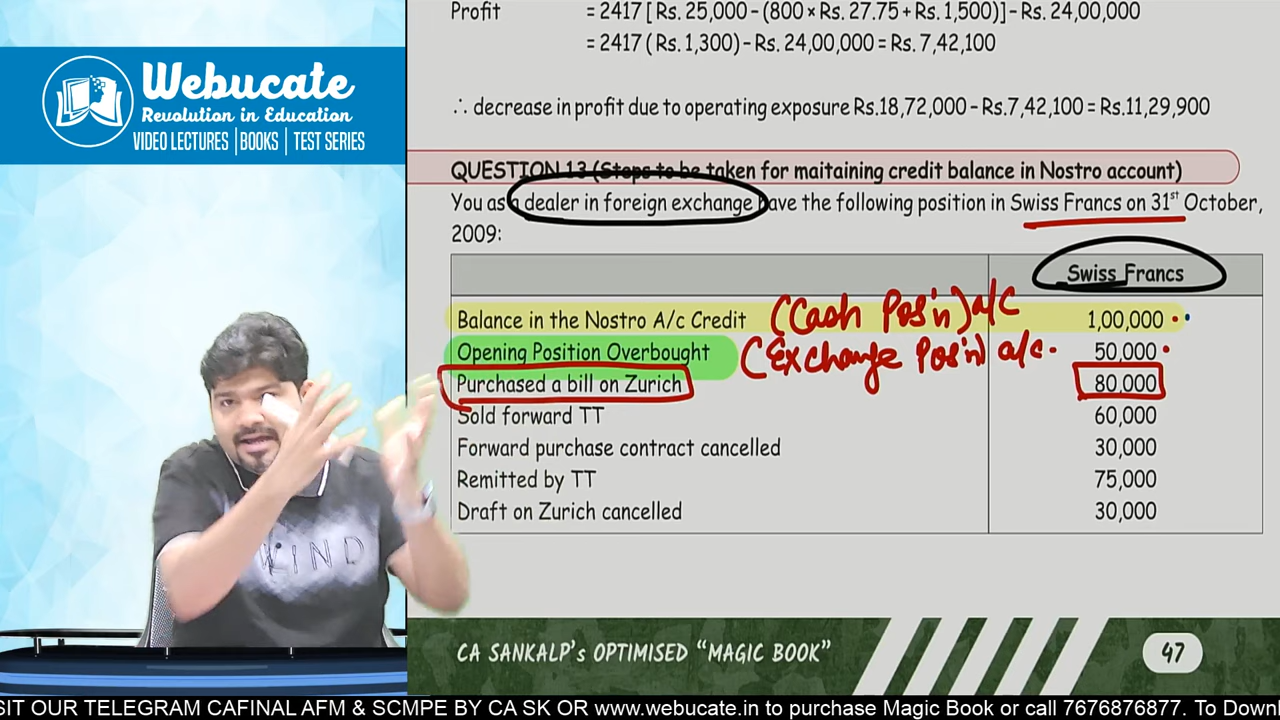 Webucate
Revolution in Education
VIDEO LECTURES | BOOKS | TEST SERIES
Profit = 2417 [ Rs. 25,000 – (800 × Rs. 27.75 + Rs. 1,500)] – Rs. 24,00,000
= 2417 (Rs. 1,300) – Rs. 24,00,000 = Rs. 7,42,100
∴ decrease in profit due to operating exposure Rs.18,72,000 – Rs.7,42,100 = Rs.11,29,900
QUESTION 13 (Steps to be taken for maitaining credit balance in Nostro account)
You as a dealer in foreign exchange have the following position in Swiss Francs on 31st October,
2009:
Swiss Francs
Balance in the Nostro A/c Credit (Cash Pos'n) a/c 1,00,000
Opening Position Overbought (Exchange Pos'n) a/c. 50,000
Purchased a bill on Zurich 80,000
Sold forward TT 60,000
Forward purchase contract cancelled 30,000
Remitted by TT 75,000
Draft on Zurich cancelled 30,000
WIND
CA SANKALP's OPTIMISED "MAGIC BOOK" 47
SIT OUR TELEGRAM CAFINAL AFM & SCMPE BY CA SK OR www.webucate.in to purchase Magic Book or call 7676876877. To Down